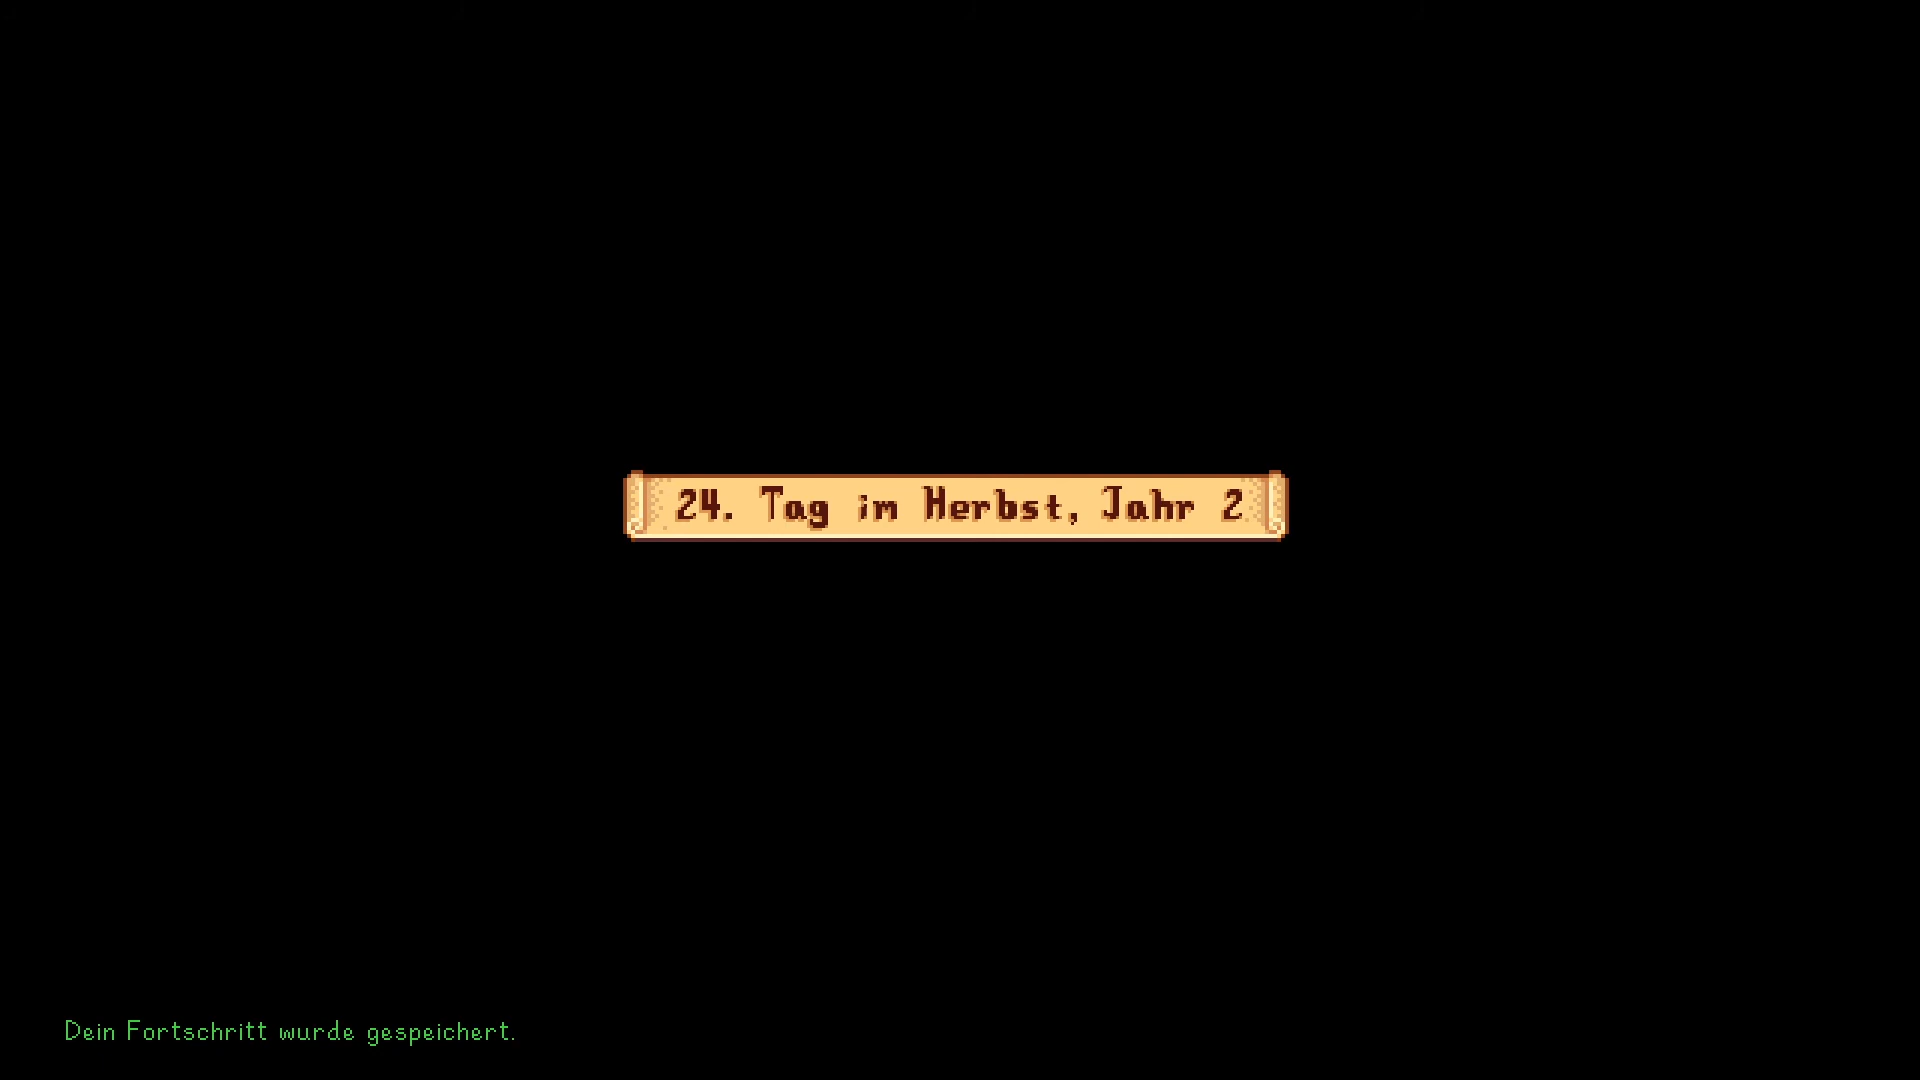 24. Tag im Herbst, Jahr 2
Dein Fortschritt wurde gespeichert.